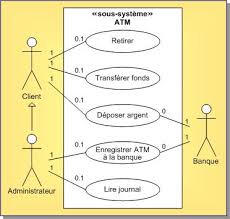 «sous-système»
ATM
Retirer
Transférer fonds
Déposer argent
Enregistrer ATM
à la banque
Lire journal
Client
Administrateur
Banque
0.1
1
0.1
1
0.1
1
0
1
0.1
1
0
1
0.1
1